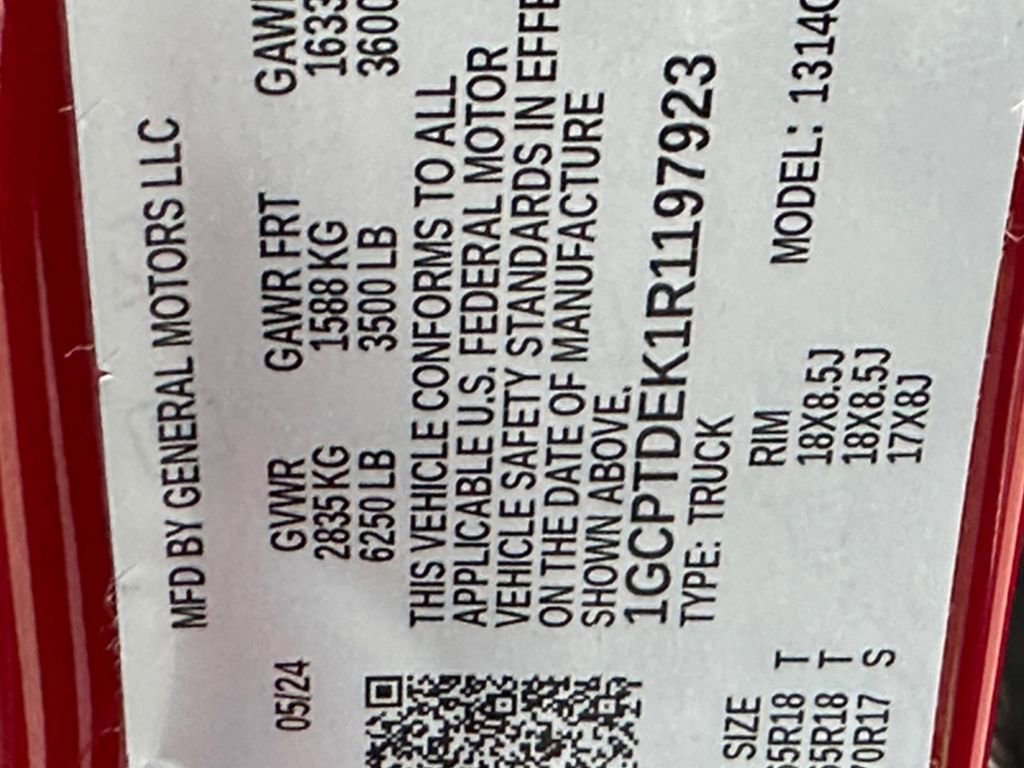 MFD BY GENERAL MOTORS LLC
05/24
GVWR
2835 KG
6250 LB
GAWR FRT
1588 KG
3500 LB
THIS VEHICLE CONFORMS TO ALL
APPLICABLE U.S. FEDERAL MOTOR
VEHICLE SAFETY STANDARDS IN
ON THE DATE OF MANUFACTURE
SHOWN ABOVE.
1GCPTDEK1R1197923
TYPE: TRUCK
MODEL:
SIZE
T
T
S
RIM
18X8.5J
18X8.5J
17X8J